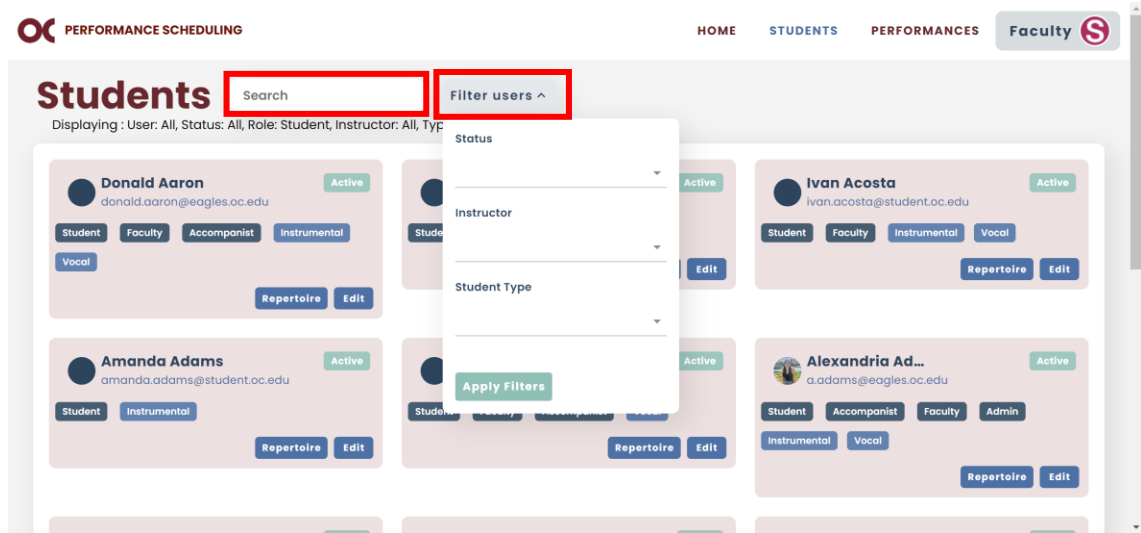 OC PERFORMANCE SCHEDULING
HOME STUDENTS PERFORMANCES Faculty S
Students Search Filter users
Displaying : User: All, Status: All, Role: Student, Instructor: All, Typ
Status
Instructor
Student Type
Apply Filters
Donald Aaron Active
donald.aaron@eagles.oc.edu
Student Faculty Accompanist Instrumental
Vocal
Repertoire Edit
Active
Stude
Edit
Ivan Acosta Active
ivan.acosta@student.oc.edu
Student Faculty Instrumental Vocal
Repertoire Edit
Amanda Adams Active
amanda.adams@student.oc.edu
Student Instrumental
Repertoire Edit
Active
Student
Repertoire Edit
Alexandria Ad... Active
a.adams@eagles.oc.edu
Student Accompanist Faculty Admin
Instrumental Vocal
Repertoire Edit